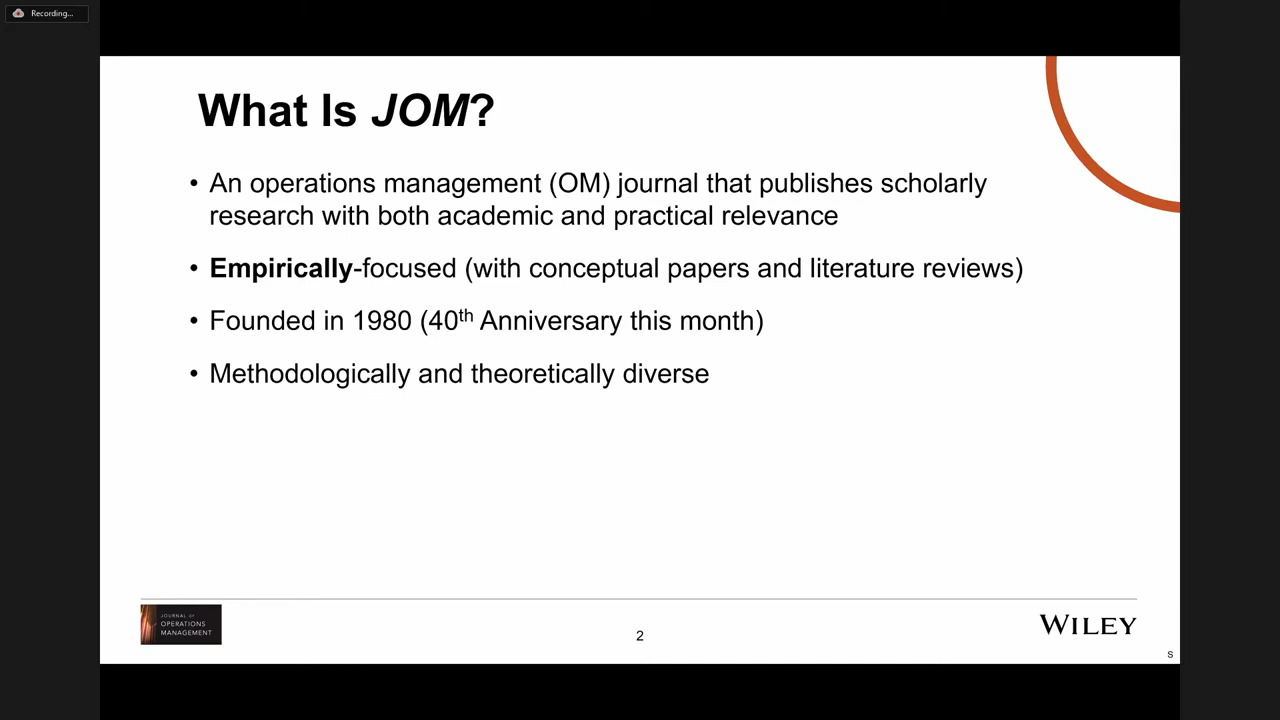 Recording...
What Is JOM?
• An operations management (OM) journal that publishes scholarly
research with both academic and practical relevance
• Empirically-focused (with conceptual papers and literature reviews)
• Founded in 1980 (40th Anniversary this month)
• Methodologically and theoretically diverse
JOURNAL OF
OPERATIONS
MANAGEMENT
2
WILEY
S